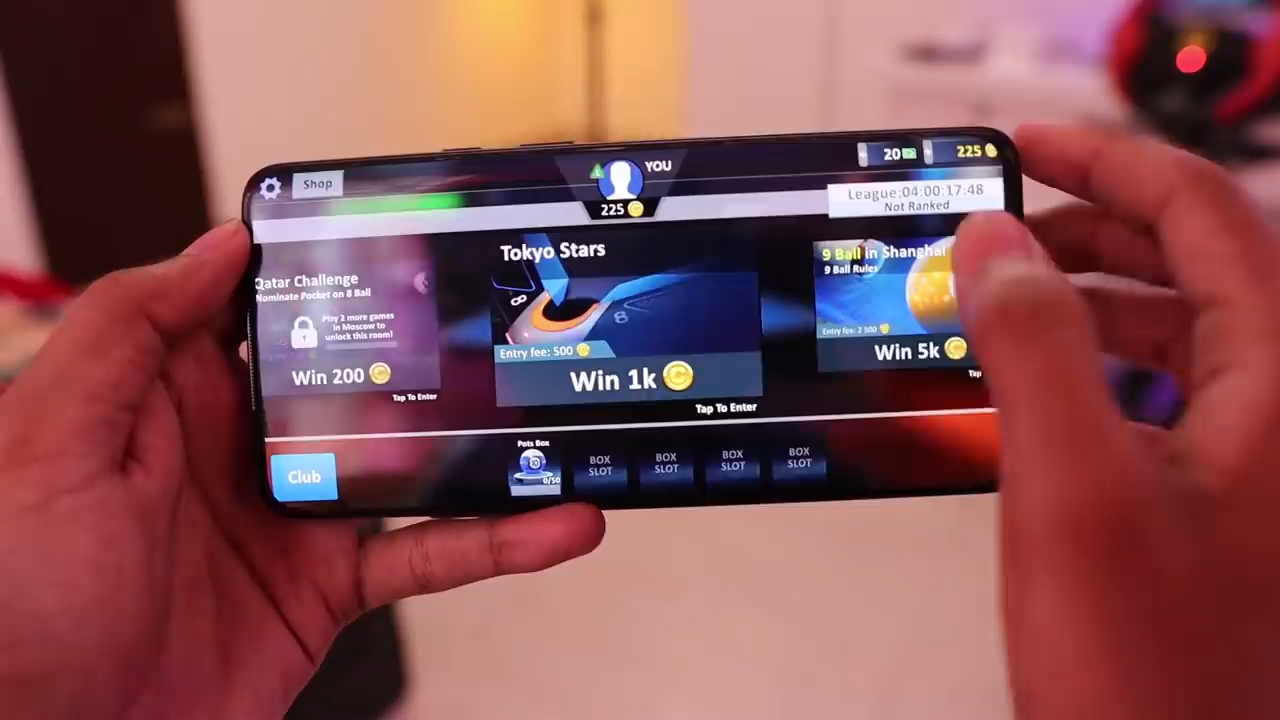 Shop
YOU
225
20
225
League:04:00:17:48
Not Ranked
Qatar Challenge
Nominate Pocket on 8 Ball
Play 2 more games
in Moscow to
unlock this room!
Win 200
Tap To Enter
Tokyo Stars
8
8
Entry fee: 500
Win 1k
Tap To Enter
9 Ball in Shanghai
9 Ball Rules
Entry fee: 2 500
Win 5k
Tap
Club
Pots Box
0/50
BOX
SLOT
BOX
SLOT
BOX
SLOT
BOX
SLOT